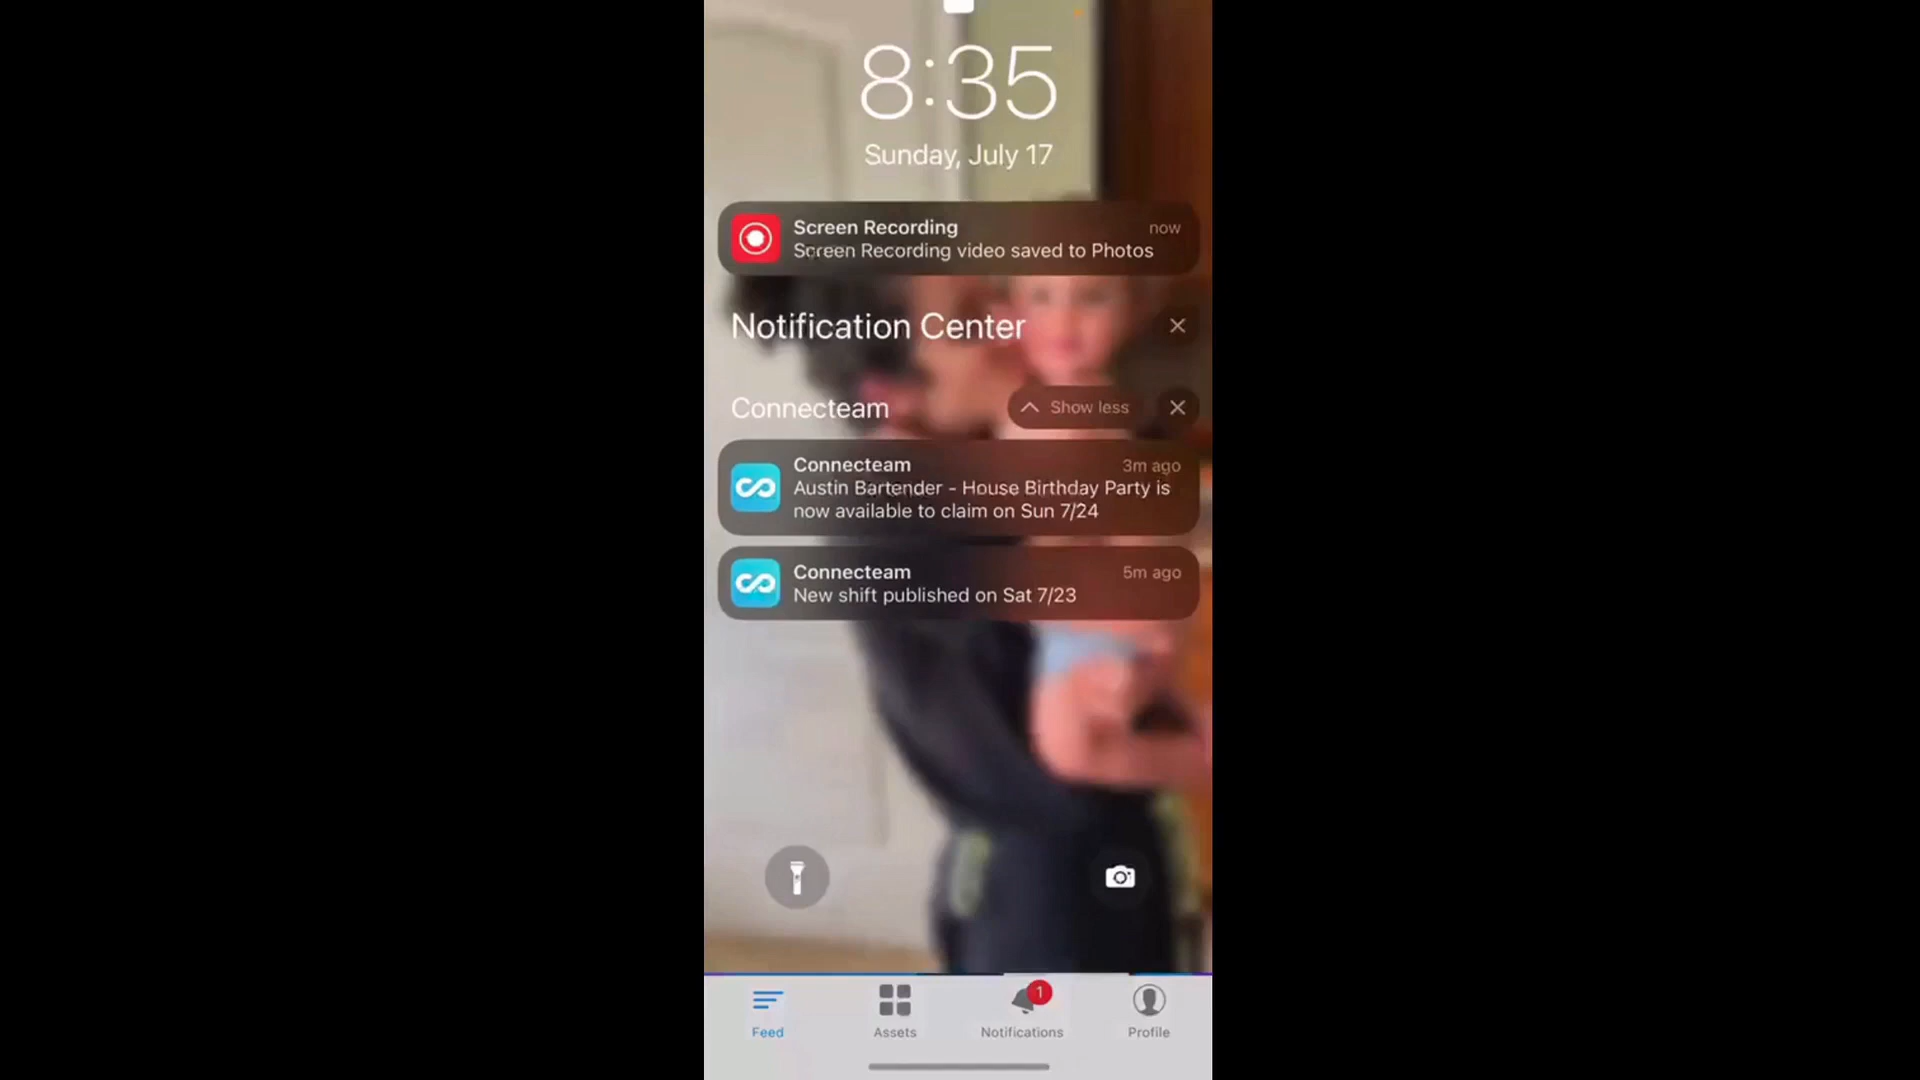 8:35
Sunday, July 17
Screen Recording
now
Screen Recording video saved to Photos
Notification Center
Connecteam
Show less
Connecteam
3m ago
Austin Bartender - House Birthday Party is
now available to claim on Sun 7/24
Connecteam
5m ago
New shift published on Sat 7/23
1
Feed
Assets
Notifications
Profile